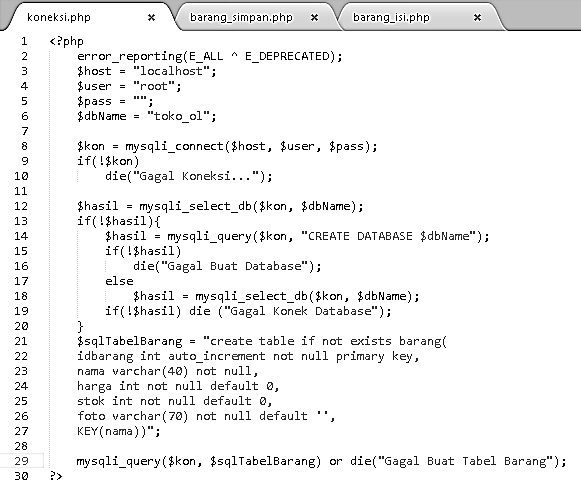 koneksi.php × barang_simpan.php × barang_isi.php ×
1 <?php
2 error_reporting(E_ALL ^ E_DEPRECATED);
3 $host = "localhost";
4 $user = "root";
5 $pass = "";
6 $dbName = "toko_ol";
7
8 $kon = mysqli_connect($host, $user, $pass);
9 if(!$kon)
10 die("Gagal Koneksi...");
11
12 $hasil = mysqli_select_db($kon, $dbName);
13 if(!$hasil){
14 $hasil = mysqli_query($kon, "CREATE DATABASE $dbName");
15 if(!$hasil)
16 die("Gagal Buat Database");
17 else
18 $hasil = mysqli_select_db($kon, $dbName);
19 if(!$hasil) die ("Gagal Konek Database");
20 }
21 $sqlTabelBarang = "create table if not exists barang(
22 idbarang int auto_increment not null primary key,
23 nama varchar(40) not null,
24 harga int not null default 0,
25 stok int not null default 0,
26 foto varchar(70) not null default '',
27 KEY(nama))";
28
29 mysqli_query($kon, $sqlTabelBarang) or die("Gagal Buat Tabel Barang");
30 ?>